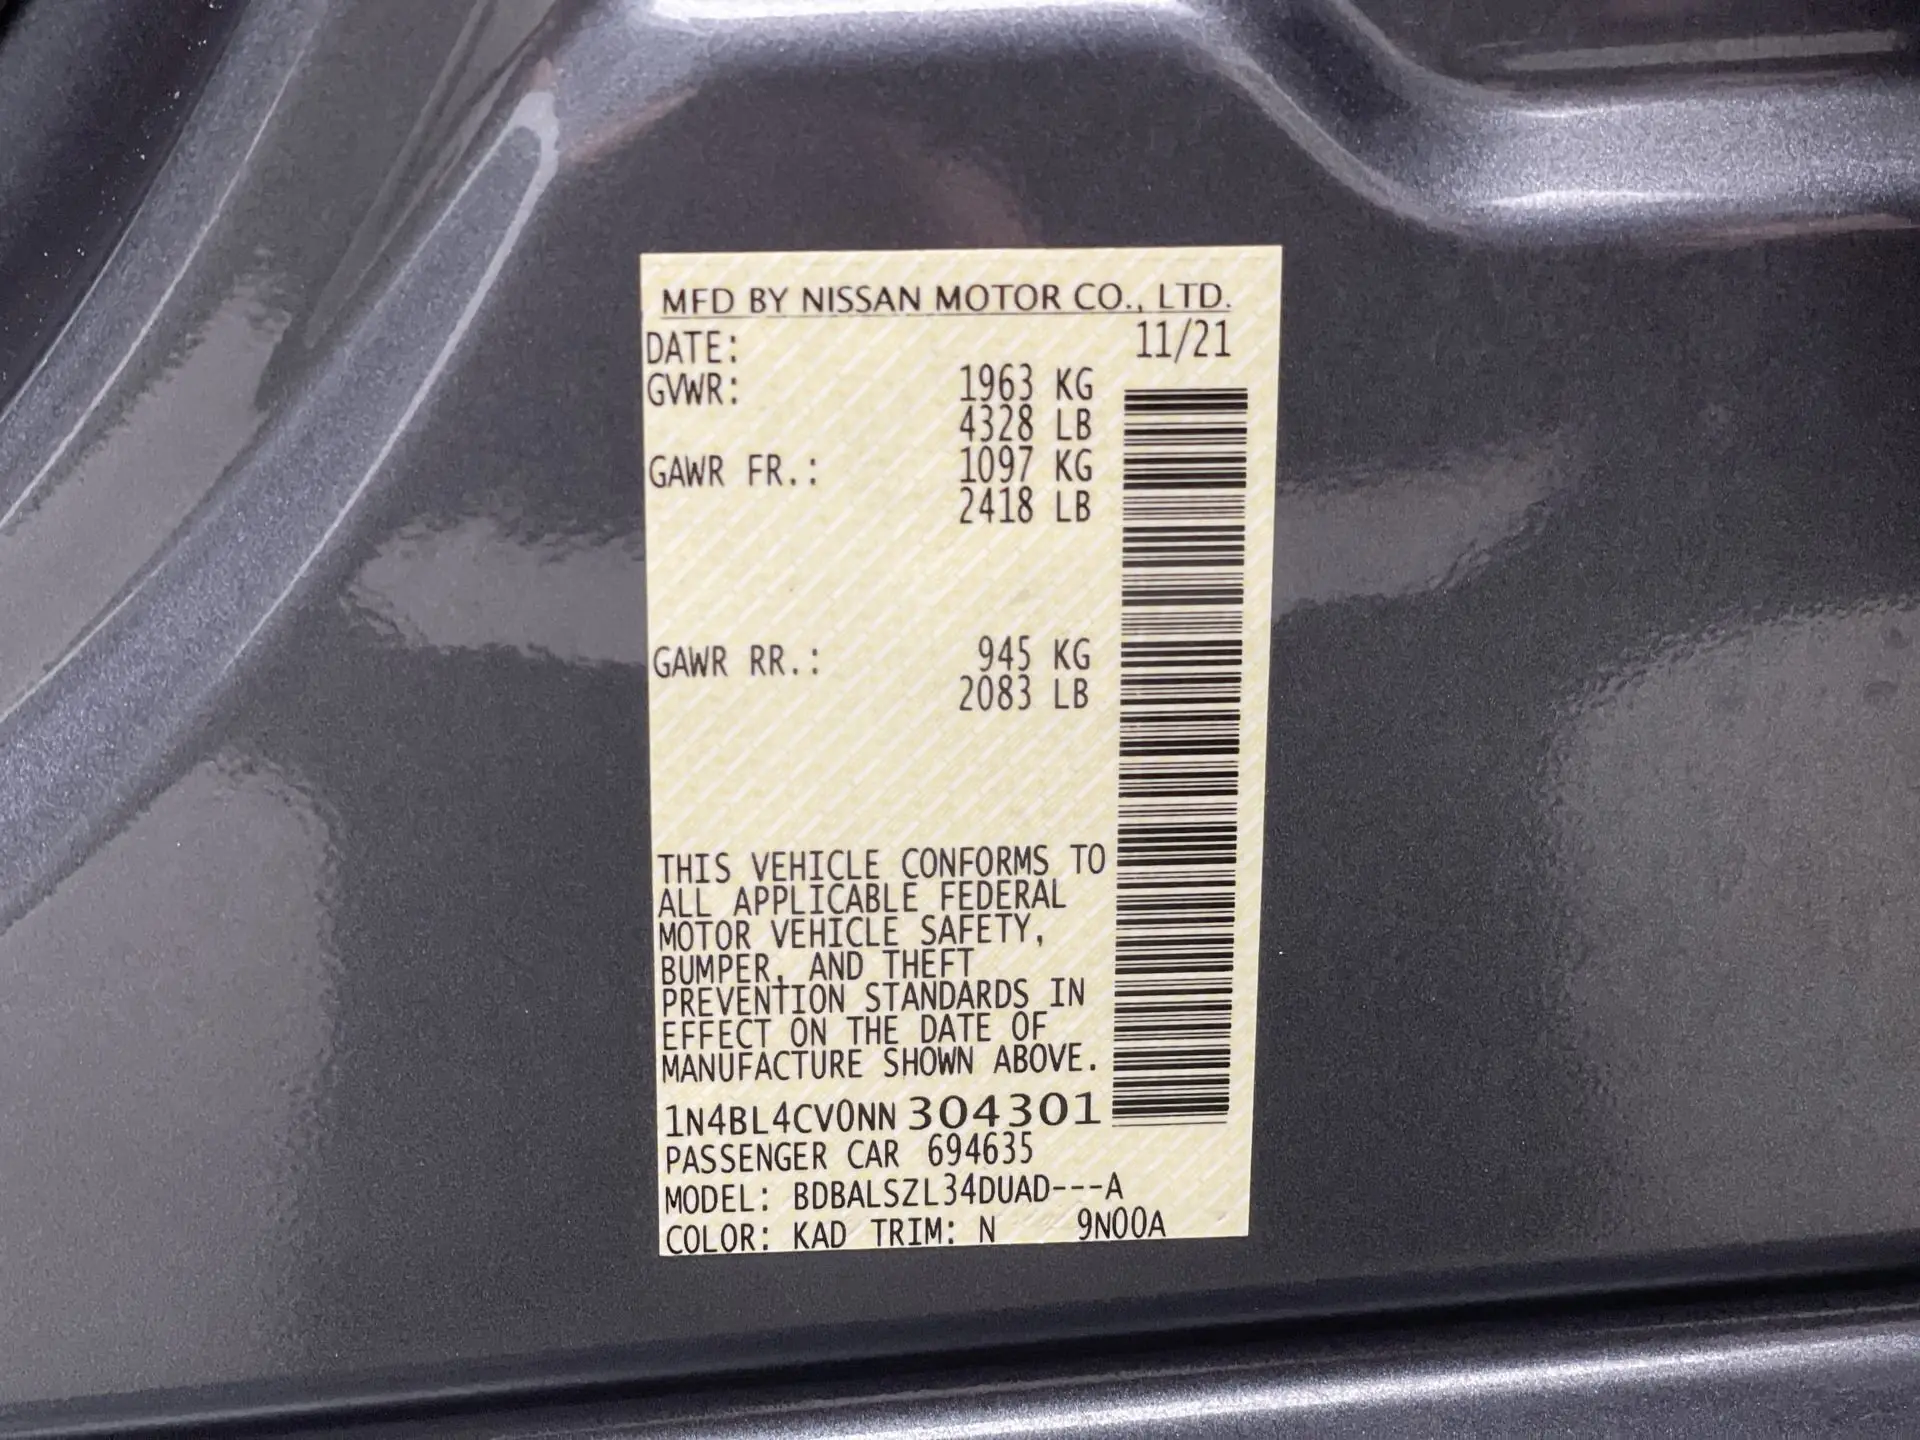 MFD BY NISSAN MOTOR CO., LTD.
DATE: 11/21
GVWR: 1963 KG
4328 LB
GAWR FR.: 1097 KG
2418 LB
GAWR RR.: 945 KG
2083 LB
THIS VEHICLE CONFORMS TO
ALL APPLICABLE FEDERAL
MOTOR VEHICLE SAFETY,
BUMPER, AND THEFT
PREVENTION STANDARDS IN
EFFECT ON THE DATE OF
MANUFACTURE SHOWN ABOVE.
1N4BL4CV0NN 304301
PASSENGER CAR 694635
MODEL: BDBALSZL34DUAD---A
COLOR: KAD TRIM: N 9N00A